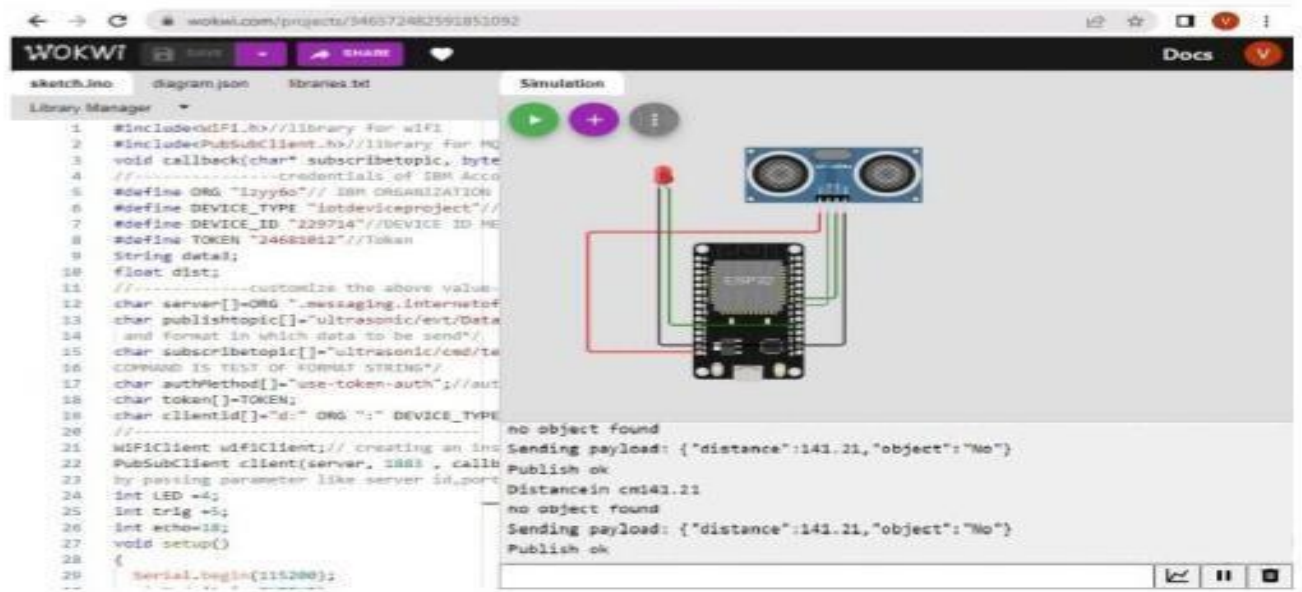 wokwi.com/projects/346572482591851092
WOKWI SAVE SHARE Docs V
sketch.ino diagram.json libraries.txt
Library Manager
Simulation
1 #include<WiFi.h>//library for wifi
2 #include<PubSubClient.h>//library for MQ
3 void callback(char* subscribetopic, byte
4 //---------------credentials of IBM Acco
5 #define ORG "1zyy6o"// IBM ORGANIZATION
6 #define DEVICE_TYPE "iotdeviceproject"//
7 #define DEVICE_ID "229714"//DEVICE ID ME
8 #define TOKEN "24681012"//Token
9 String data3;
10 float dist;
11 //------------customize the above value-
12 char server[]=ORG ".messaging.internetof
13 char publishtopic[]="ultrasonic/evt/Data
14 and format in which data to be send*/
15 char subscribetopic[]="ultrasonic/cmd/te
16 COMMAND IS TEST OF FORMAT STRING*/
17 char authMethod[]="use-token-auth";//aut
18 char token[]=TOKEN;
19 char clientid[]="d:" ORG ":" DEVICE_TYPE
20 //-----------------------------------
21 WiFiClient wifiClient;// creating an ins
22 PubSubClient client(server, 1883 , callb
23 by passing parameter like server id,port
24 int LED =4;
25 int trig =5;
26 int echo=18;
27 void setup()
28 {
29 Serial.begin(115200);
ESP32
no object found
Sending payload: {"distance":141.21,"object":"No"}
Publish ok
Distancein cm141.21
no object found
Sending payload: {"distance":141.21,"object":"No"}
Publish ok